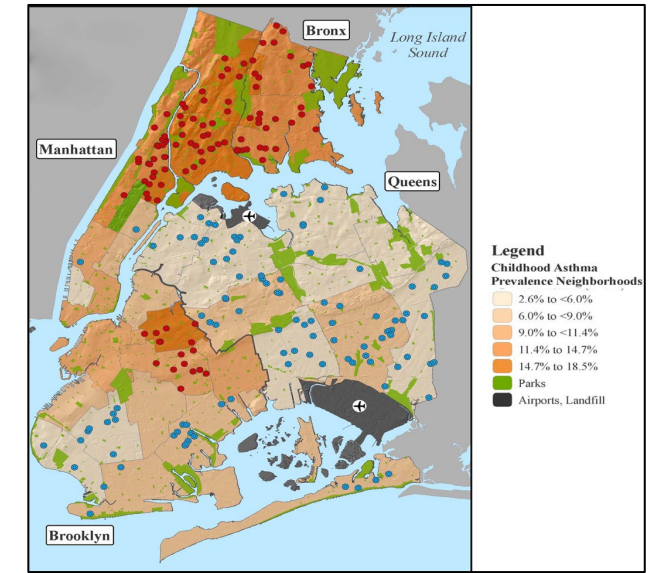 Bronx
Long Island
Sound
Manhattan
Queens
Legend
Childhood Asthma
Prevalence Neighborhoods
2.6% to <6.0%
6.0% to <9.0%
9.0% to <11.4%
11.4% to 14.7%
14.7% to 18.5%
Parks
Airports, Landfill
Brooklyn